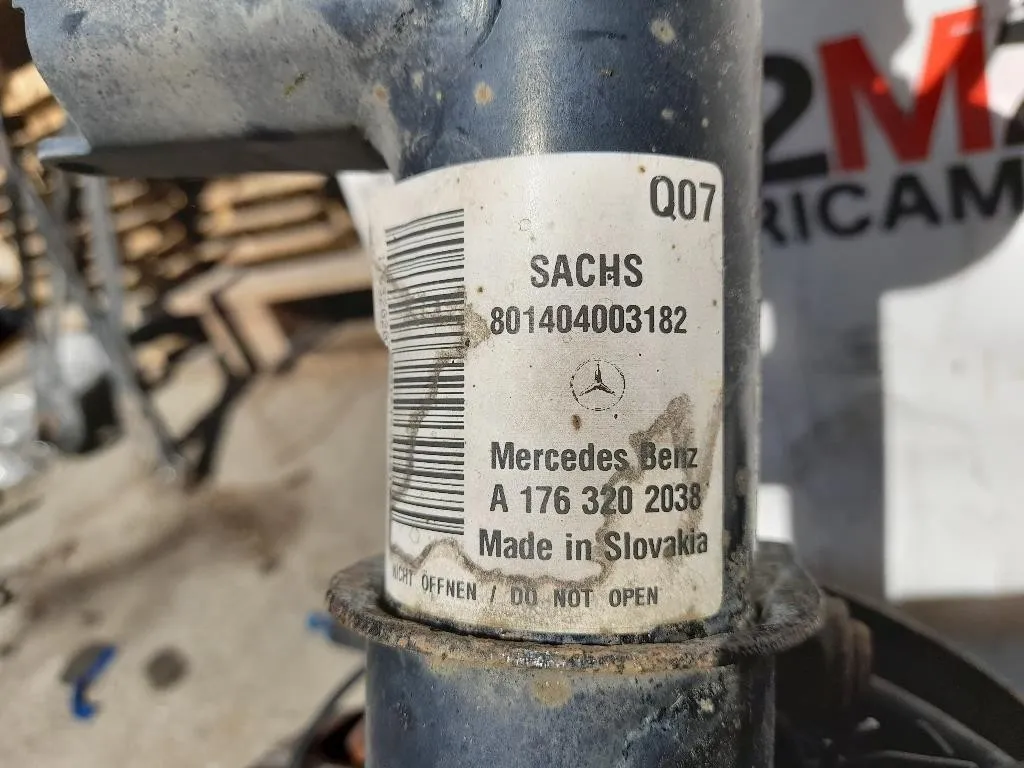 Q07
SACHS
801404003182
Mercedes Benz
A 176 320 2038
Made in Slovakia
NICHT ÖFFNEN / DO NOT OPEN
2M
RICAM